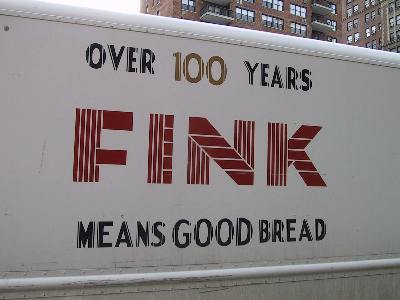 OVER 100 YEARS
FINK
MEANS GOOD BREAD